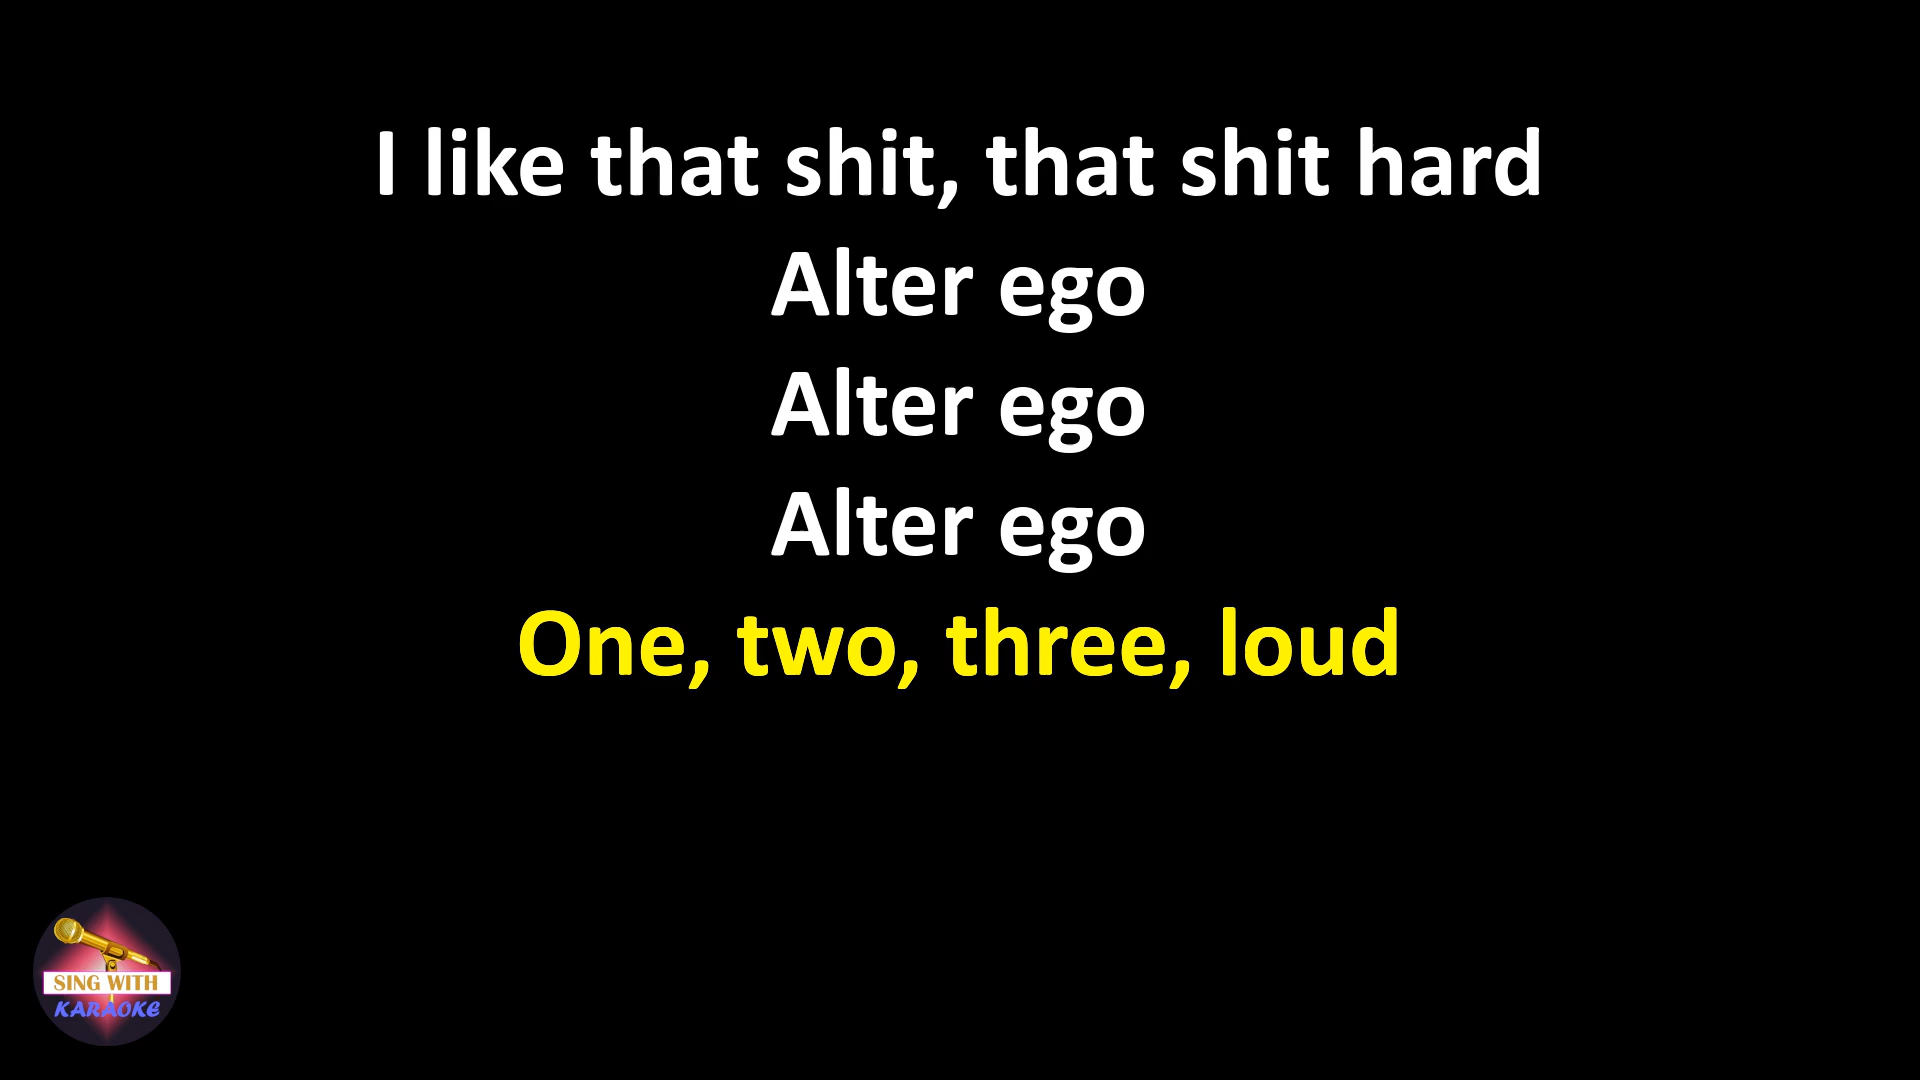 I like that shit, that shit hard
Alter ego
Alter ego
Alter ego
One, two, three, loud
SING WITH
KARAOKE